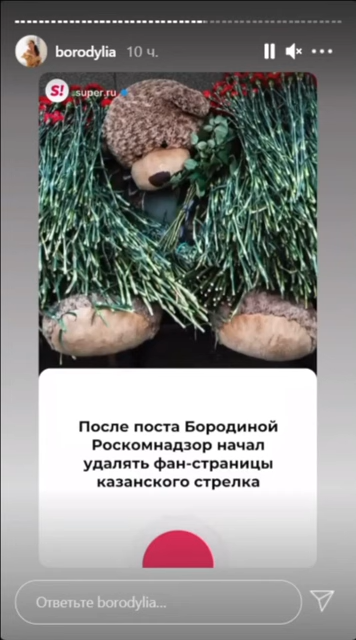 borodylia 10 ч.
S! super.ru
После поста Бородиной
Роскомнадзор начал
удалять фан-страницы
казанского стрелка
Ответьте borodylia...